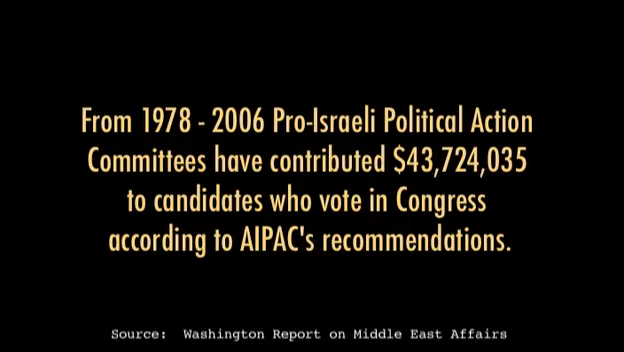 From 1978 - 2006 Pro-Israeli Political Action
Committees have contributed $43,724,035
to candidates who vote in Congress
according to AIPAC's recommendations.
Source: Washington Report on Middle East Affairs